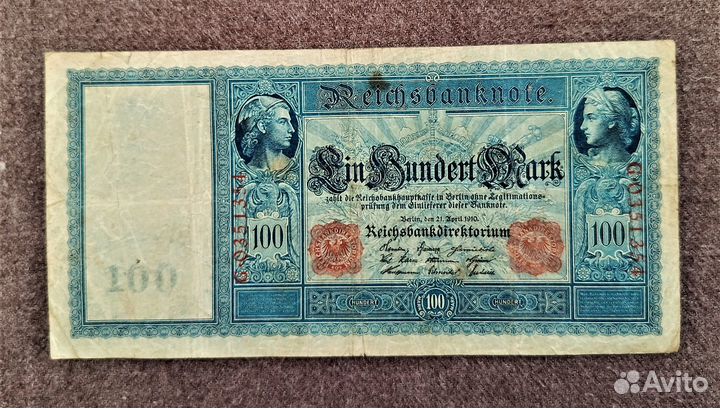 Reichsbanknote.
Ein Hundert Mark
zahlt die Reichsbankhauptkasse in Berlin ohne Legitimations-
prüfung dem Einlieferer dieser Banknote.
Berlin, den 21. April 1910.
Reichsbankdirektorium
100
100
100
HUNDERT
100
HUNDERT
Avito